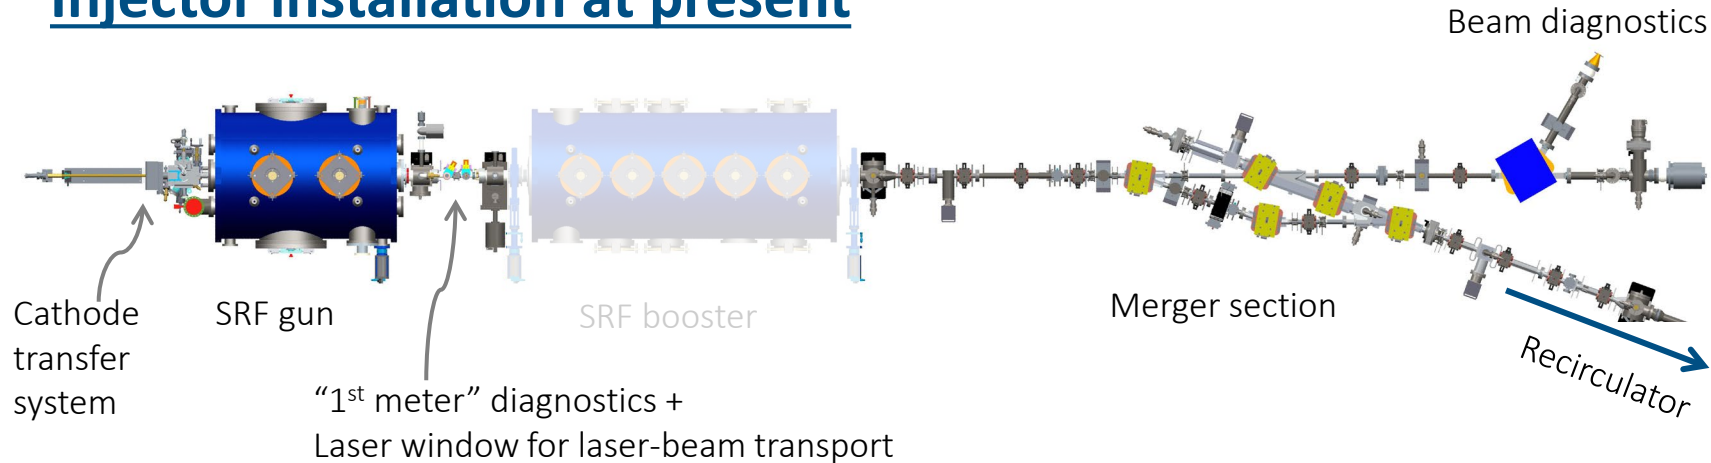 Injector installation at present
Beam diagnostics
Cathode
transfer
system
SRF gun
SRF booster
Merger section
Recirculator
“1st meter” diagnostics +
Laser window for laser-beam transport